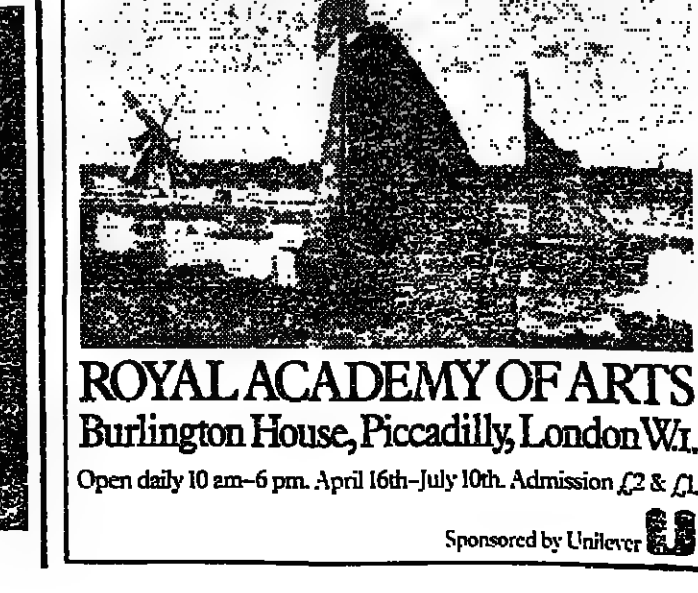 ROYAL ACADEMY OF ARTS
Burlington House, Piccadilly, London W.1.
Open daily 10 am–6 pm. April 16th–July 10th. Admission £2 & £1.
Sponsored by Unilever